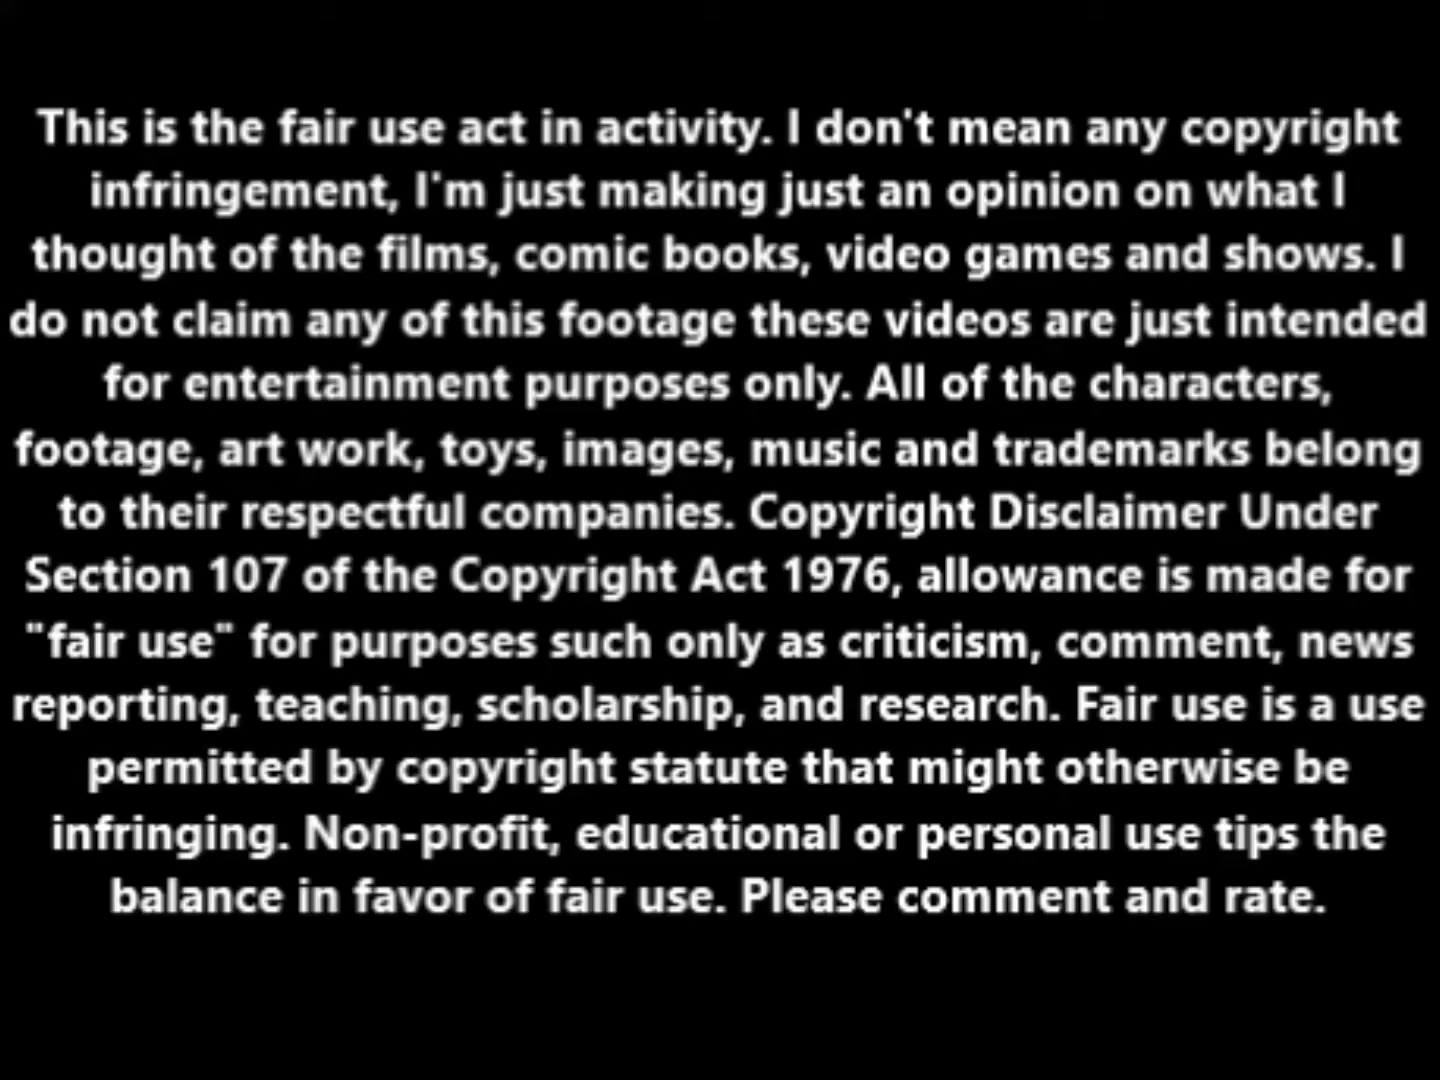 This is the fair use act in activity. I don't mean any copyright
infringement, I'm just making just an opinion on what I
thought of the films, comic books, video games and shows. I
do not claim any of this footage these videos are just intended
for entertainment purposes only. All of the characters,
footage, art work, toys, images, music and trademarks belong
to their respectful companies. Copyright Disclaimer Under
Section 107 of the Copyright Act 1976, allowance is made for
"fair use" for purposes such only as criticism, comment, news
reporting, teaching, scholarship, and research. Fair use is a use
permitted by copyright statute that might otherwise be
infringing. Non-profit, educational or personal use tips the
balance in favor of fair use. Please comment and rate.